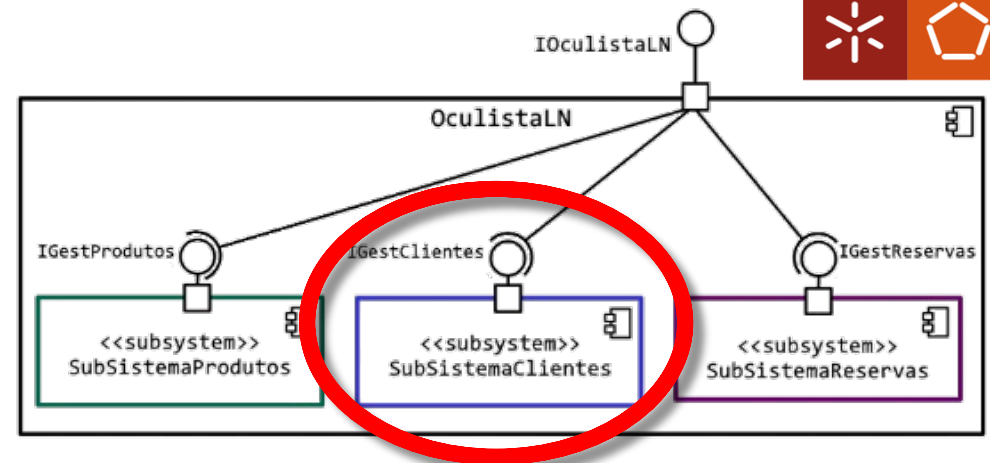 IOculistaLN
OculistaLN
IGestProdutos
IGestClientes
IGestReservas
<<subsystem>>
SubSistemaProdutos
<<subsystem>>
SubSistemaClientes
<<subsystem>>
SubSistemaReservas